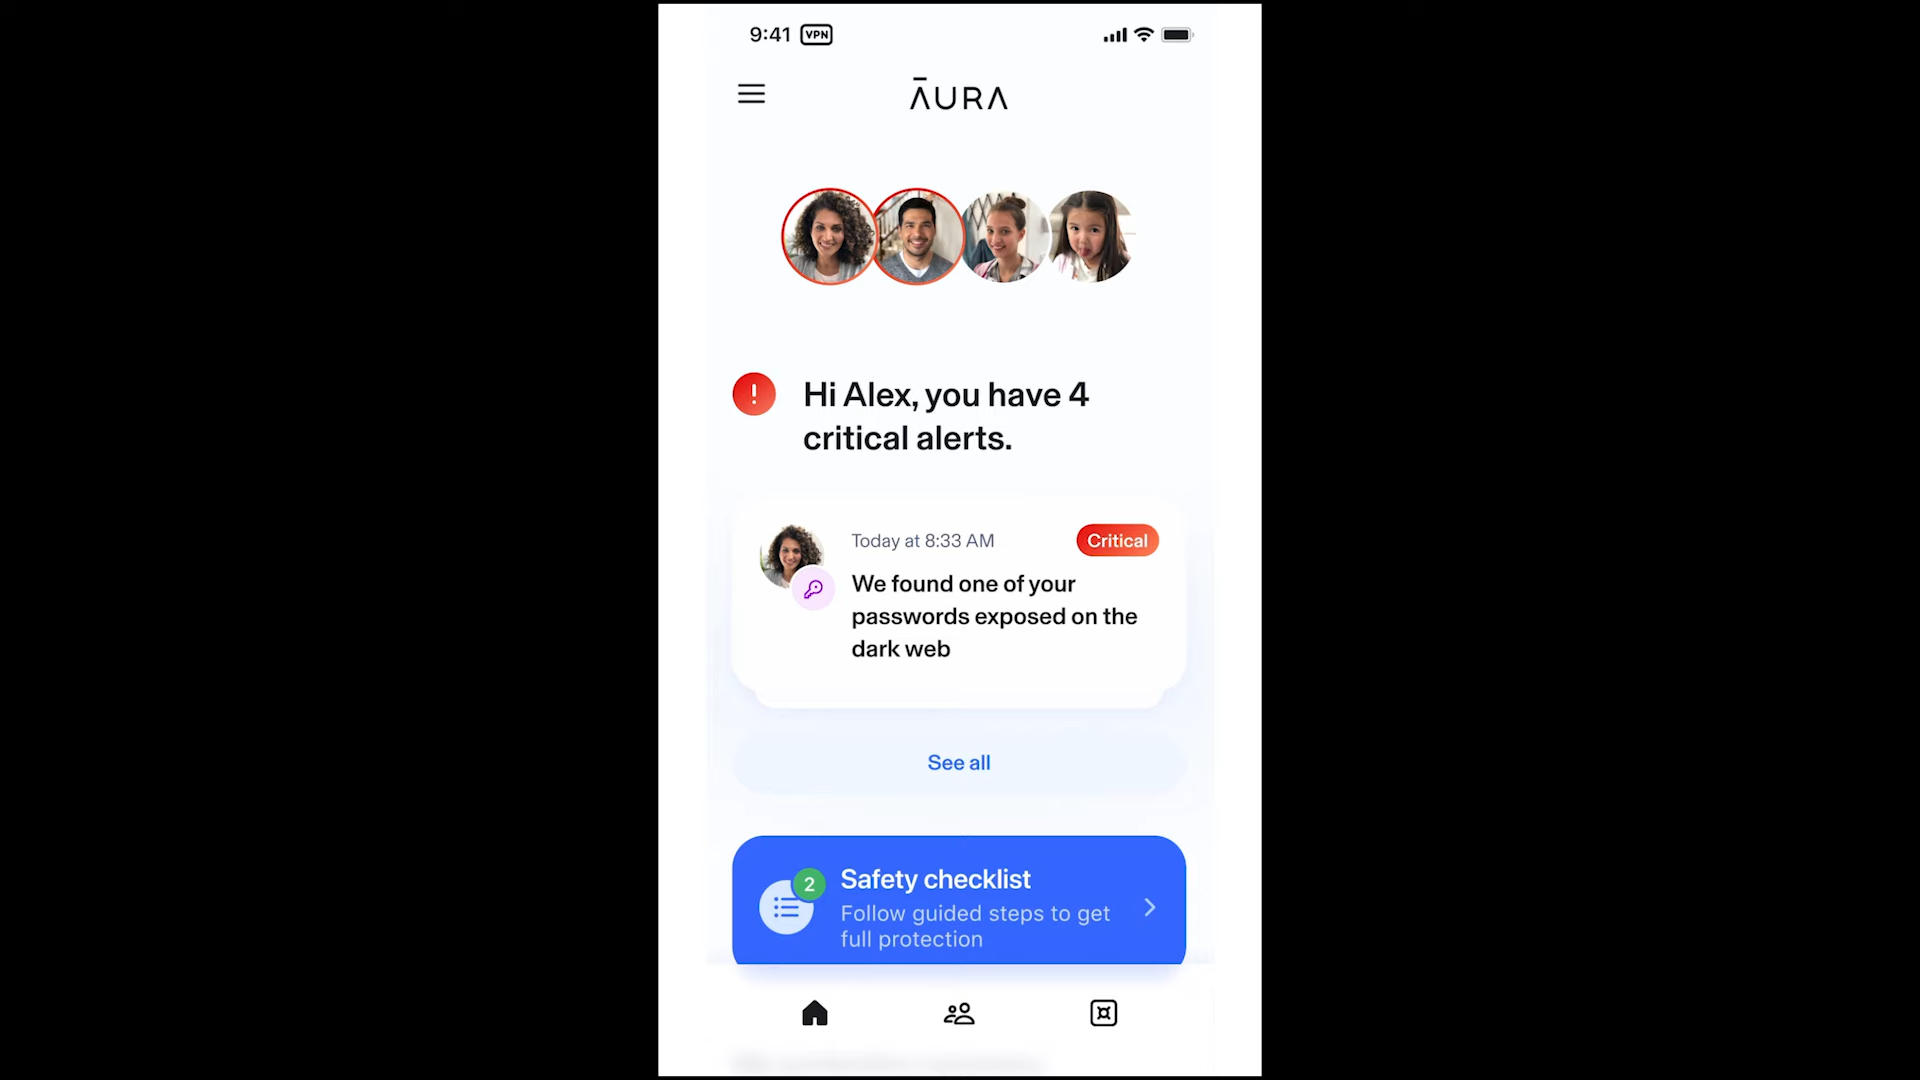 9:41 VPN
ĀURA
Hi Alex, you have 4
critical alerts.
Today at 8:33 AM
Critical
We found one of your
passwords exposed on the
dark web
See all
2
Safety checklist
Follow guided steps to get
full protection